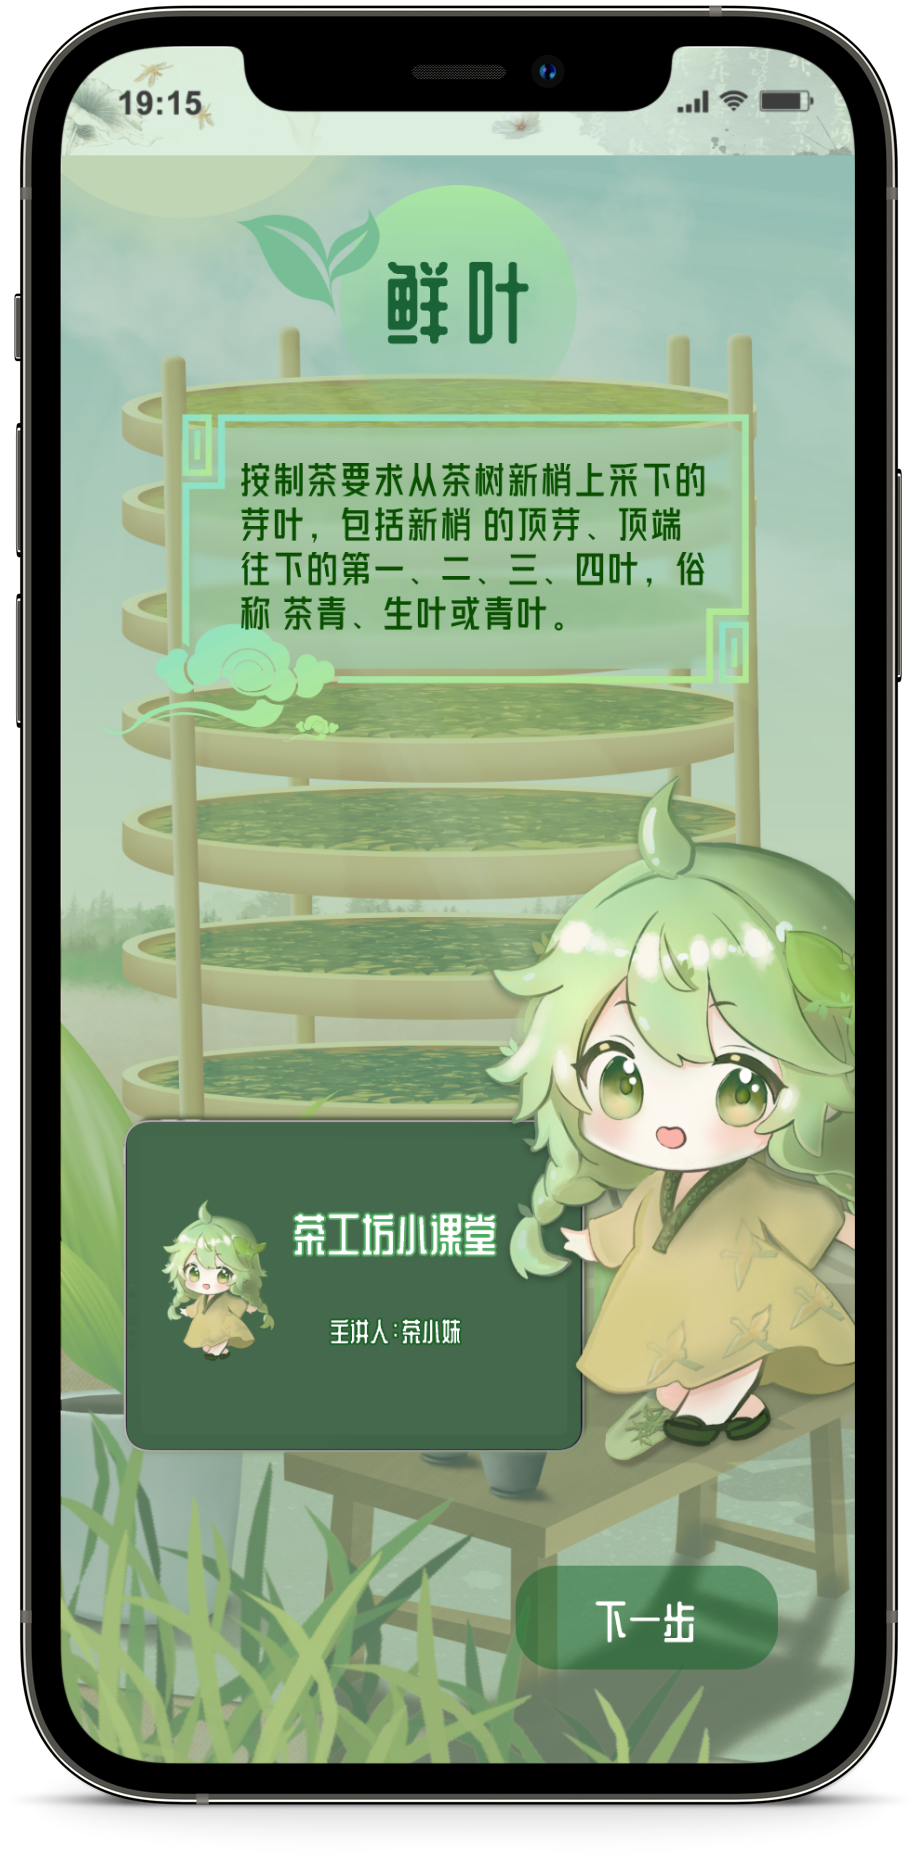 19:15
鲜叶
按制茶要求从茶树新梢上采下的
芽叶，包括新梢 的顶芽、顶端
往下的第一、二、三、四叶，俗
称 茶青、生叶或青叶。
茶工坊小课堂
主讲人:茶小妹
下一步